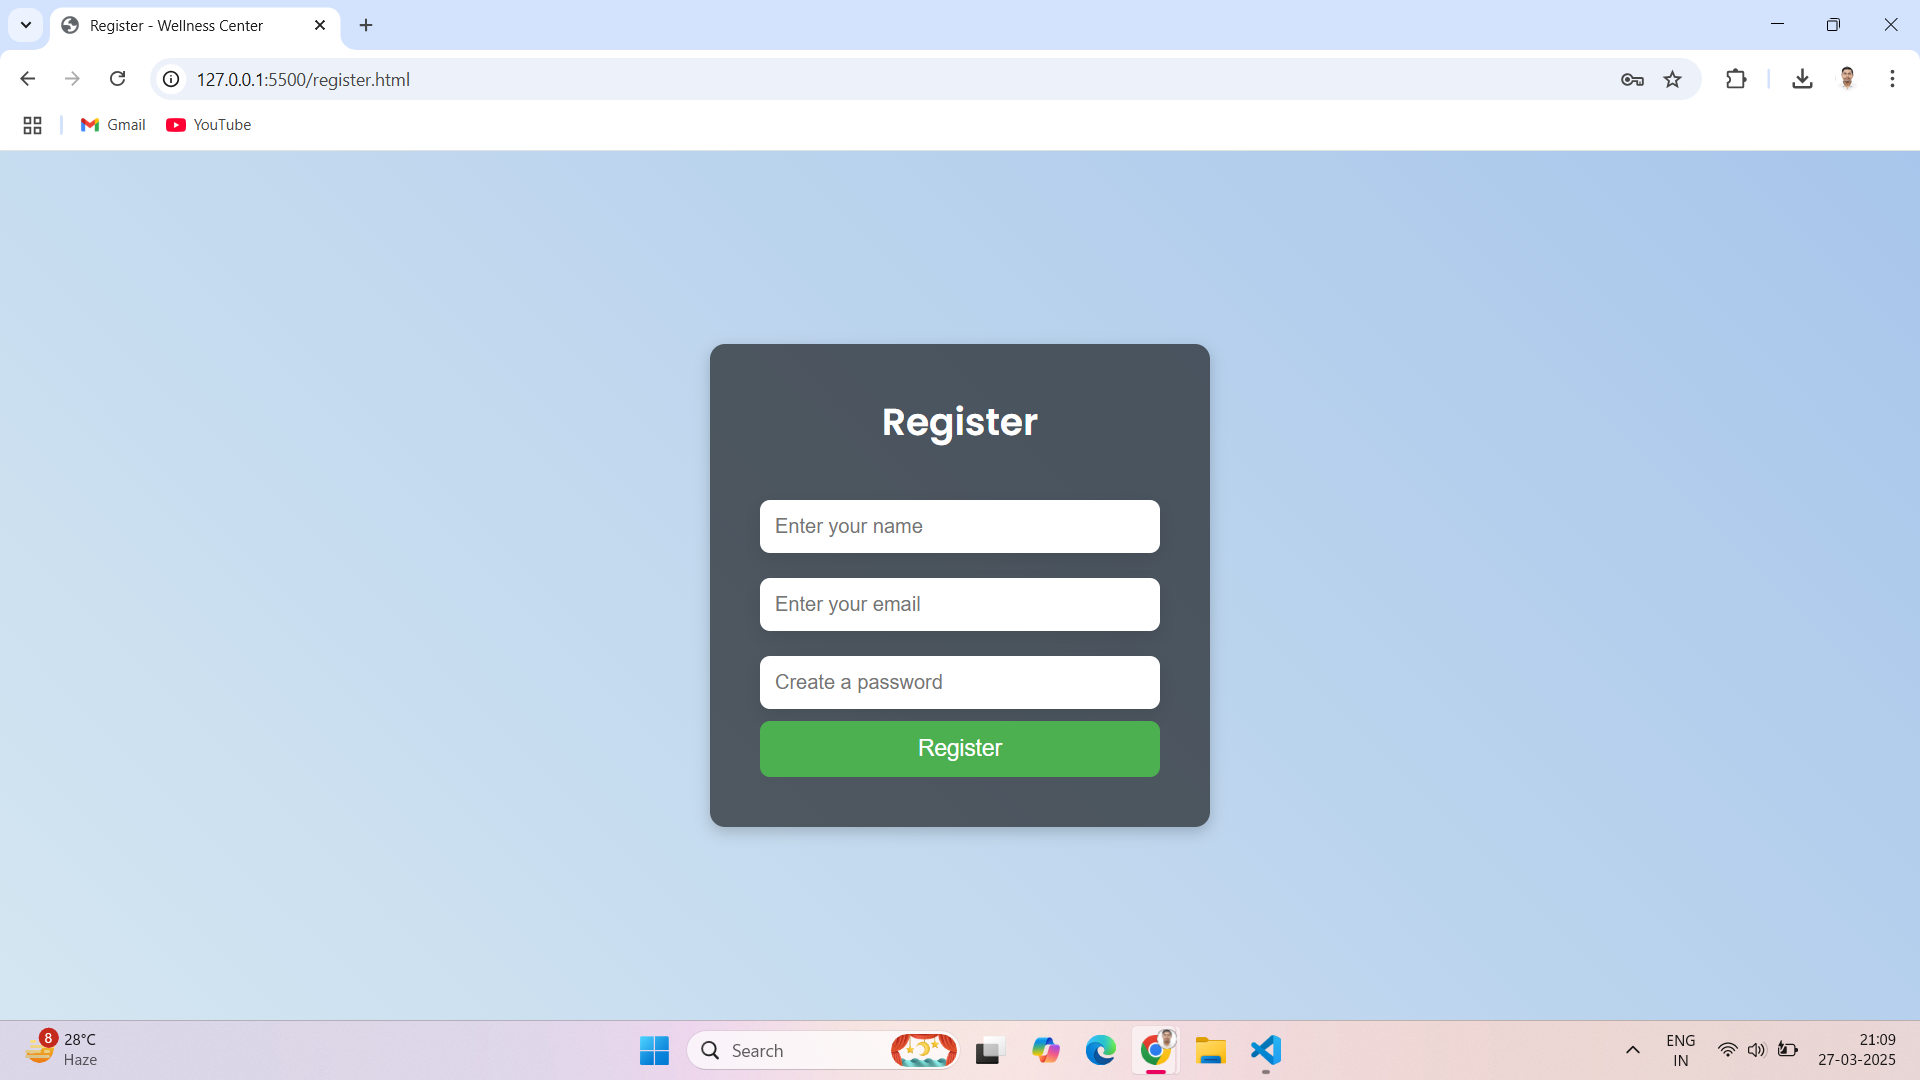 Register - Wellness Center
127.0.0.1:5500/register.html
Gmail
YouTube
Register
Enter your name
Enter your email
Create a password
Register
8
28°C
Haze
Search
ENG
IN
21:09
27-03-2025